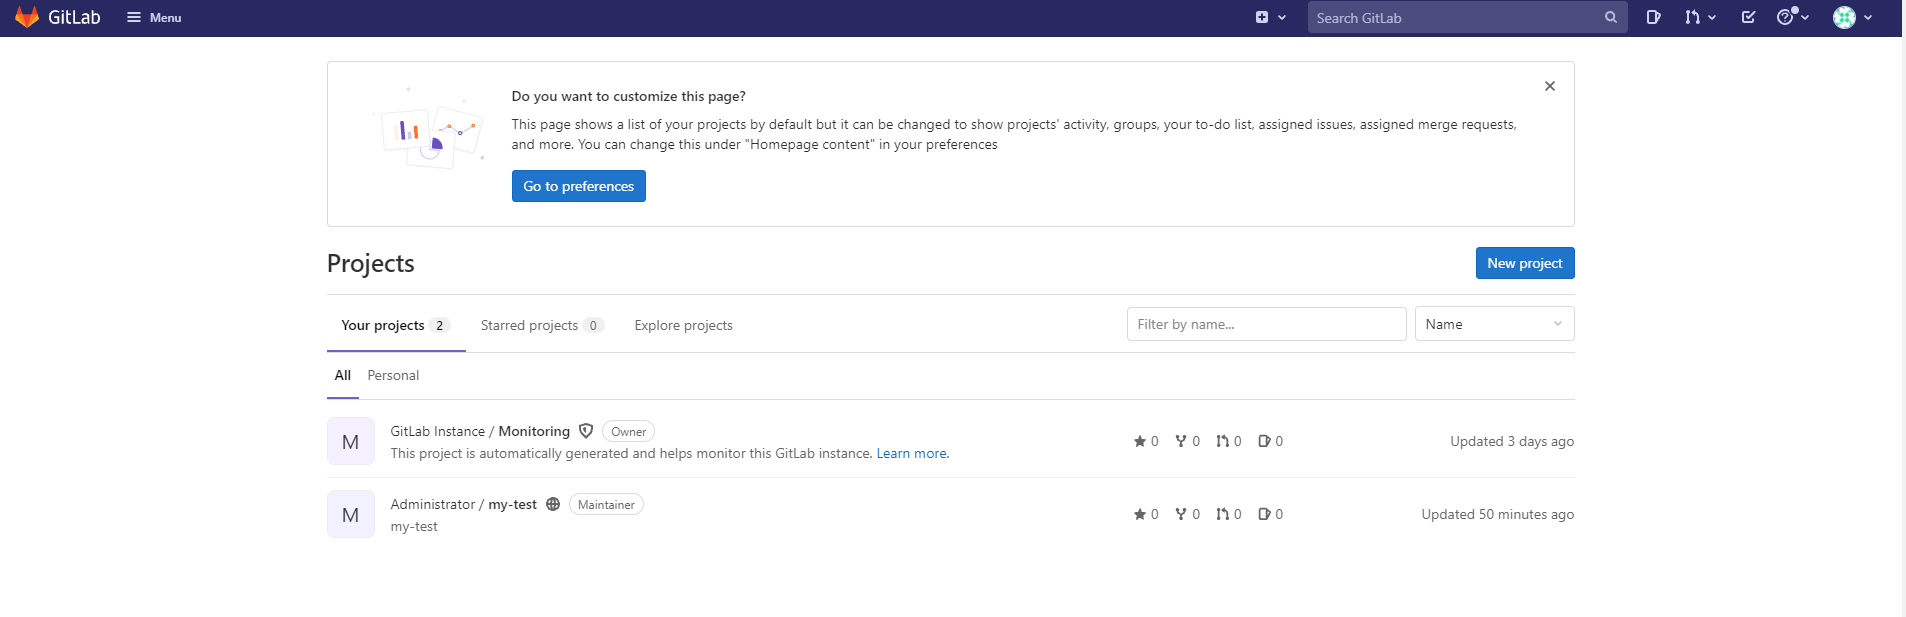 GitLab
Menu
Search GitLab
Do you want to customize this page?
This page shows a list of your projects by default but it can be changed to show projects' activity, groups, your to-do list, assigned issues, assigned merge requests,
and more. You can change this under "Homepage content" in your preferences
Go to preferences
Projects
New project
Your projects 2
Starred projects 0
Explore projects
Filter by name...
Name
All
Personal
M
GitLab Instance / Monitoring
Owner
This project is automatically generated and helps monitor this GitLab instance. Learn more.
0 0 0 0
Updated 3 days ago
M
Administrator / my-test
Maintainer
my-test
0 0 0 0
Updated 50 minutes ago